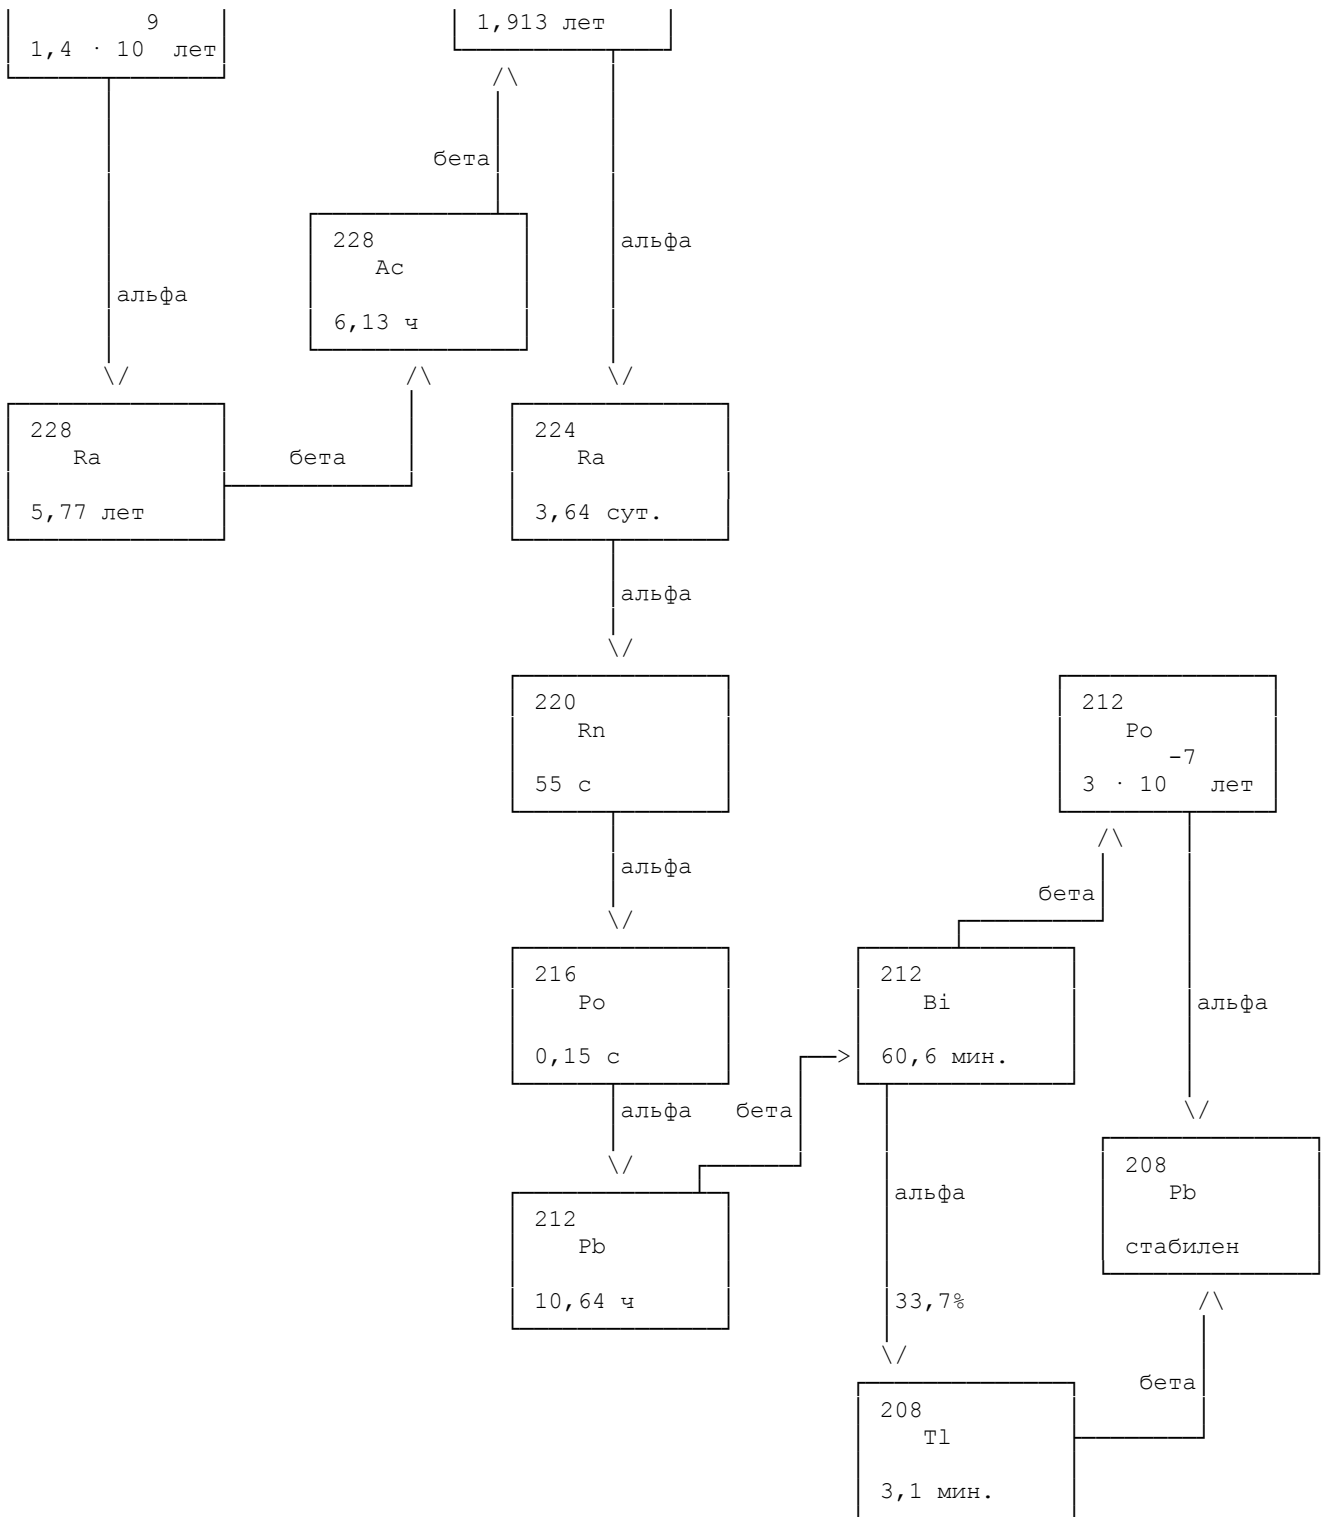 9
1,4 · 10 лет
1,913 лет
бета
228
Ac
6,13 ч
альфа
альфа
228
Ra
5,77 лет
бета
224
Ra
3,64 сут.
альфа
220
Rn
55 с
212
Po
-7
3 · 10 лет
альфа
бета
216
Po
0,15 с
212
Bi
60,6 мин.
альфа
альфа
бета
208
Pb
стабилен
альфа
212
Pb
10,64 ч
33,7%
бета
208
Tl
3,1 мин.